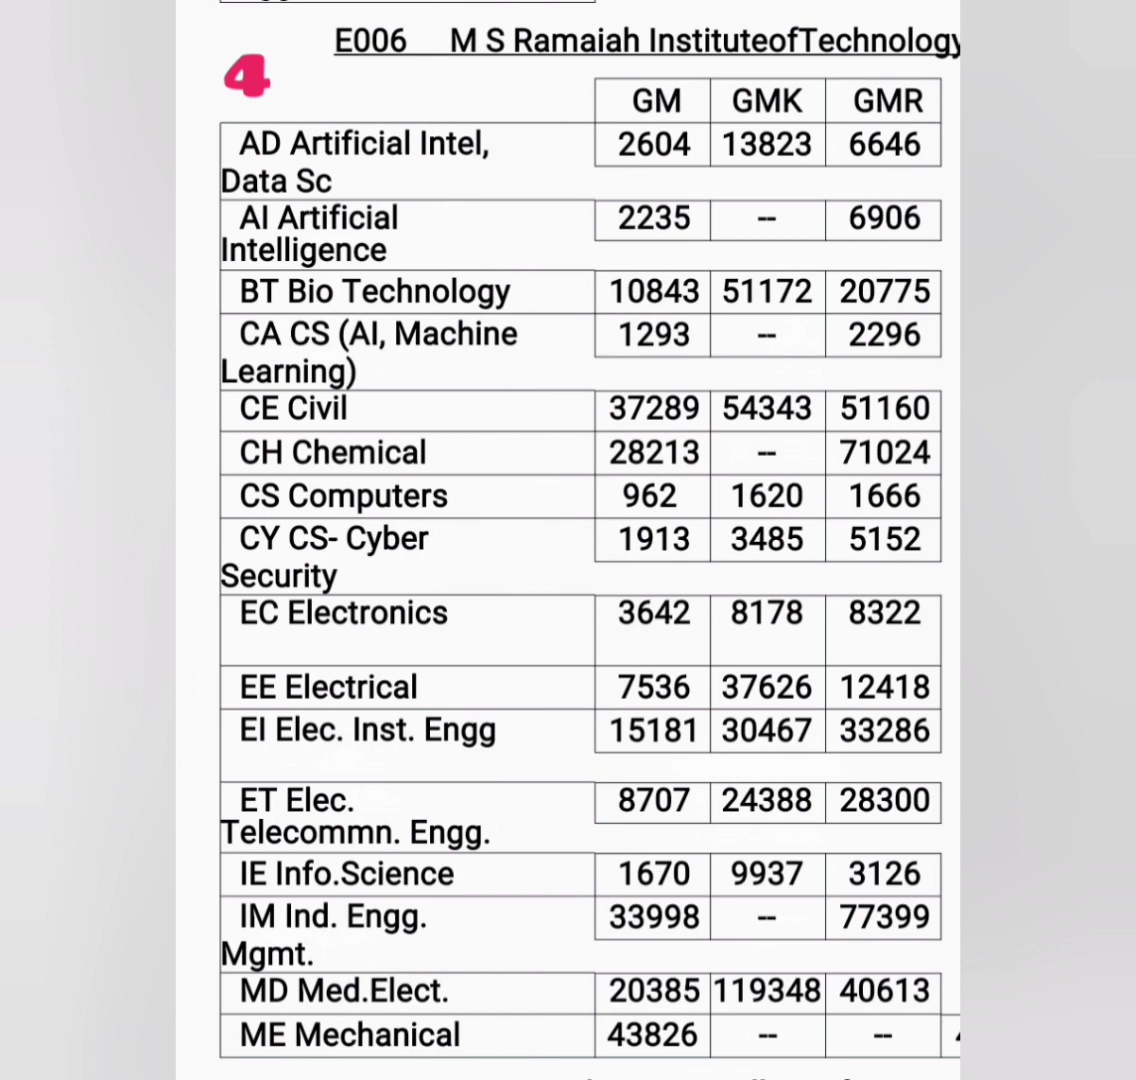 E006 M S Ramaiah InstituteofTechnology
4
GM GMK GMR
AD Artificial Intel, 2604 13823 6646
Data Sc
AI Artificial 2235 -- 6906
Intelligence
BT Bio Technology 10843 51172 20775
CA CS (AI, Machine 1293 -- 2296
Learning)
CE Civil 37289 54343 51160
CH Chemical 28213 -- 71024
CS Computers 962 1620 1666
CY CS- Cyber 1913 3485 5152
Security
EC Electronics 3642 8178 8322
EE Electrical 7536 37626 12418
EI Elec. Inst. Engg 15181 30467 33286
ET Elec. 8707 24388 28300
Telecommn. Engg.
IE Info.Science 1670 9937 3126
IM Ind. Engg. 33998 -- 77399
Mgmt.
MD Med.Elect. 20385 119348 40613
ME Mechanical 43826 -- --